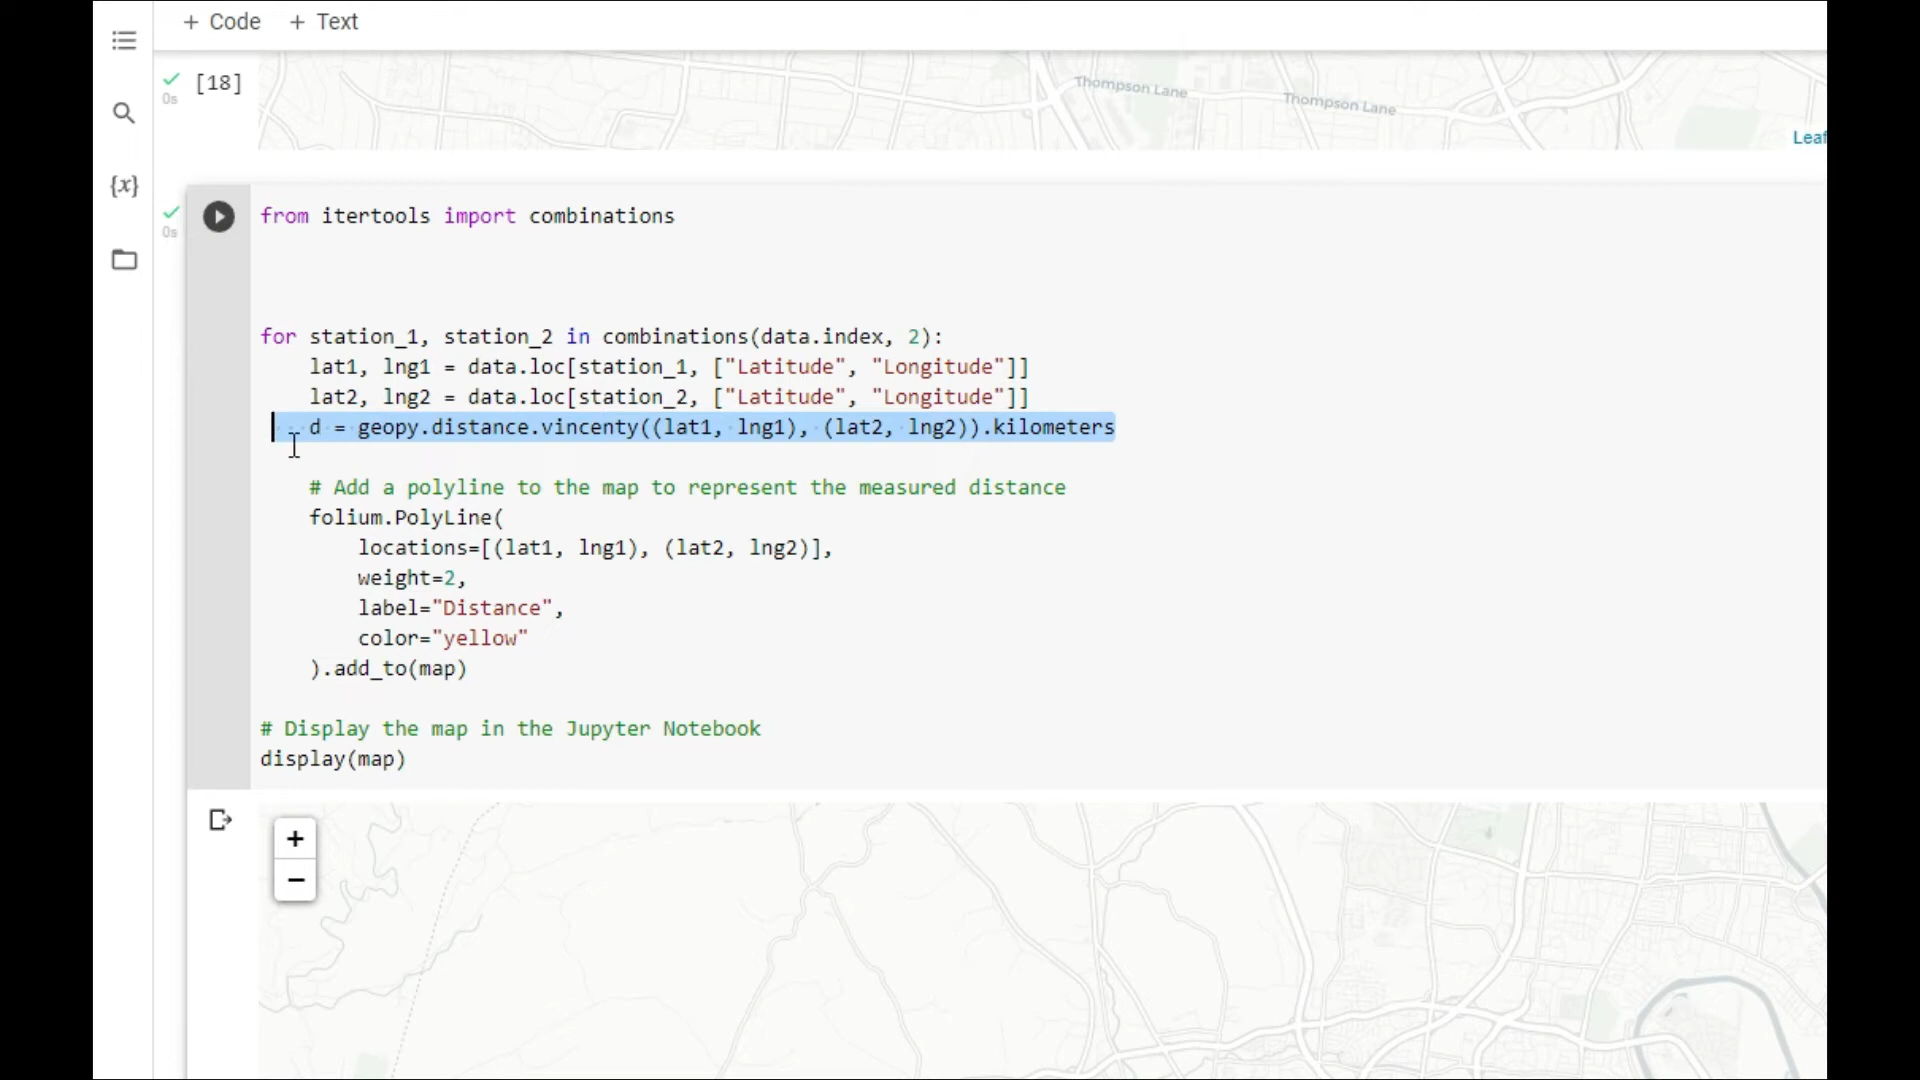 + Code + Text
[18]
0s
Thompson Lane
Thompson Lane
Leaf
{x}
0s
from itertools import combinations
for station_1, station_2 in combinations(data.index, 2):
    lat1, lng1 = data.loc[station_1, ["Latitude", "Longitude"]]
    lat2, lng2 = data.loc[station_2, ["Latitude", "Longitude"]]
    d = geopy.distance.vincenty((lat1, lng1), (lat2, lng2)).kilometers
    # Add a polyline to the map to represent the measured distance
    folium.PolyLine(
        locations=[(lat1, lng1), (lat2, lng2)],
        weight=2,
        label="Distance",
        color="yellow"
    ).add_to(map)
# Display the map in the Jupyter Notebook
display(map)
+
−